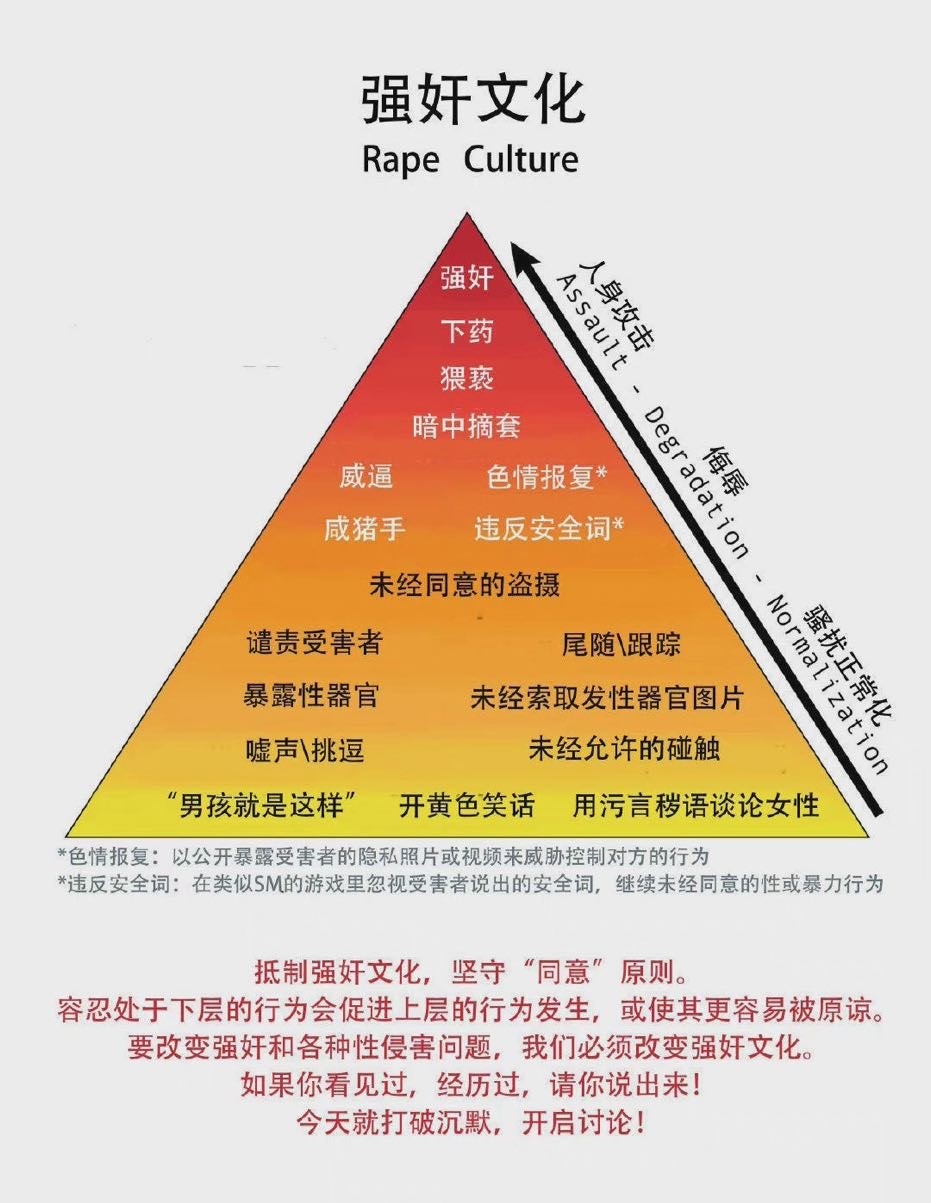 强奸文化
Rape Culture
强奸
下药
猥亵
暗中摘套
威逼 色情报复*
咸猪手 违反安全词*
未经同意的盗摄
谴责受害者 尾随\跟踪
暴露性器官 未经索取发性器官图片
嘘声\挑逗 未经允许的碰触
“男孩就是这样” 开黄色笑话 用污言秽语谈论女性
人身攻击 侮辱 骚扰正常化
Assault - Degradation - Normalization
*色情报复：以公开暴露受害者的隐私照片或视频来威胁控制对方的行为
*违反安全词：在类似SM的游戏里忽视受害者说出的安全词，继续未经同意的性或暴力行为
抵制强奸文化，坚守“同意”原则。
容忍处于下层的行为会促进上层的行为发生，或使其更容易被原谅。
要改变强奸和各种性侵害问题，我们必须改变强奸文化。
如果你看见过，经历过，请你说出来！
今天就打破沉默，开启讨论！